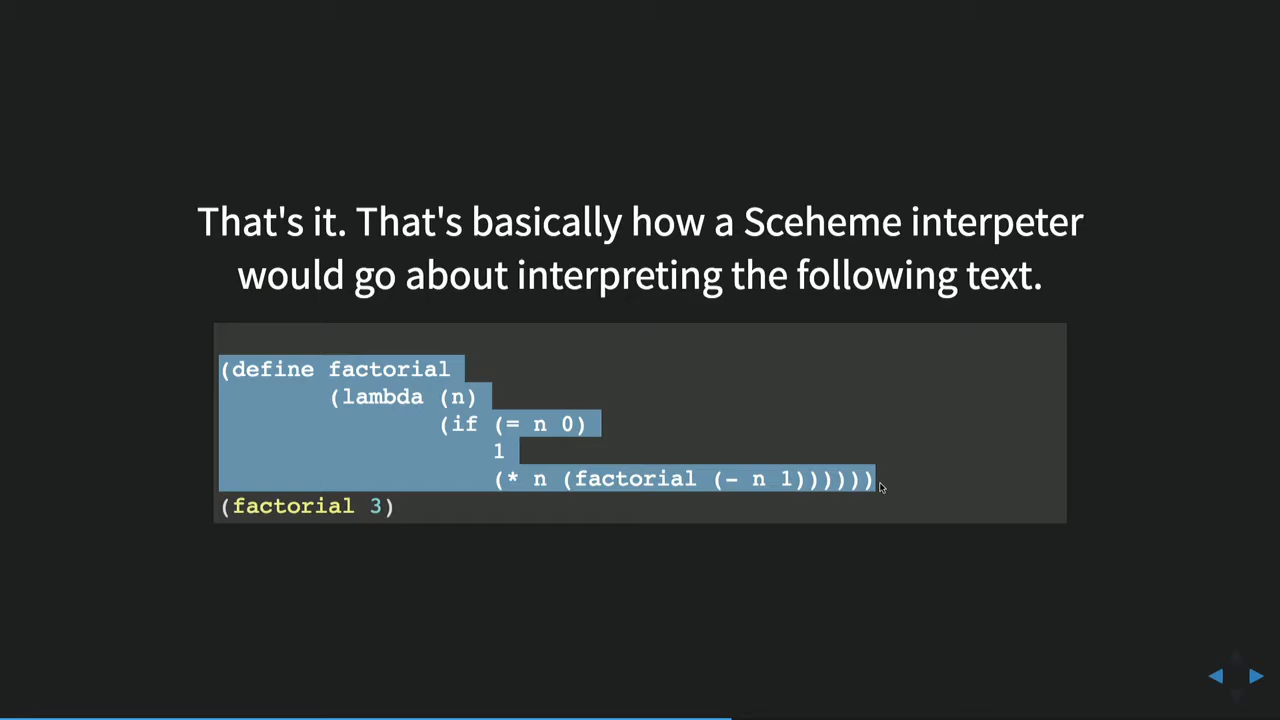 That's it. That's basically how a Sceheme interpeter
would go about interpreting the following text.
(define factorial
(lambda (n)
(if (= n 0)
1
(* n (factorial (- n 1))))))
(factorial 3)